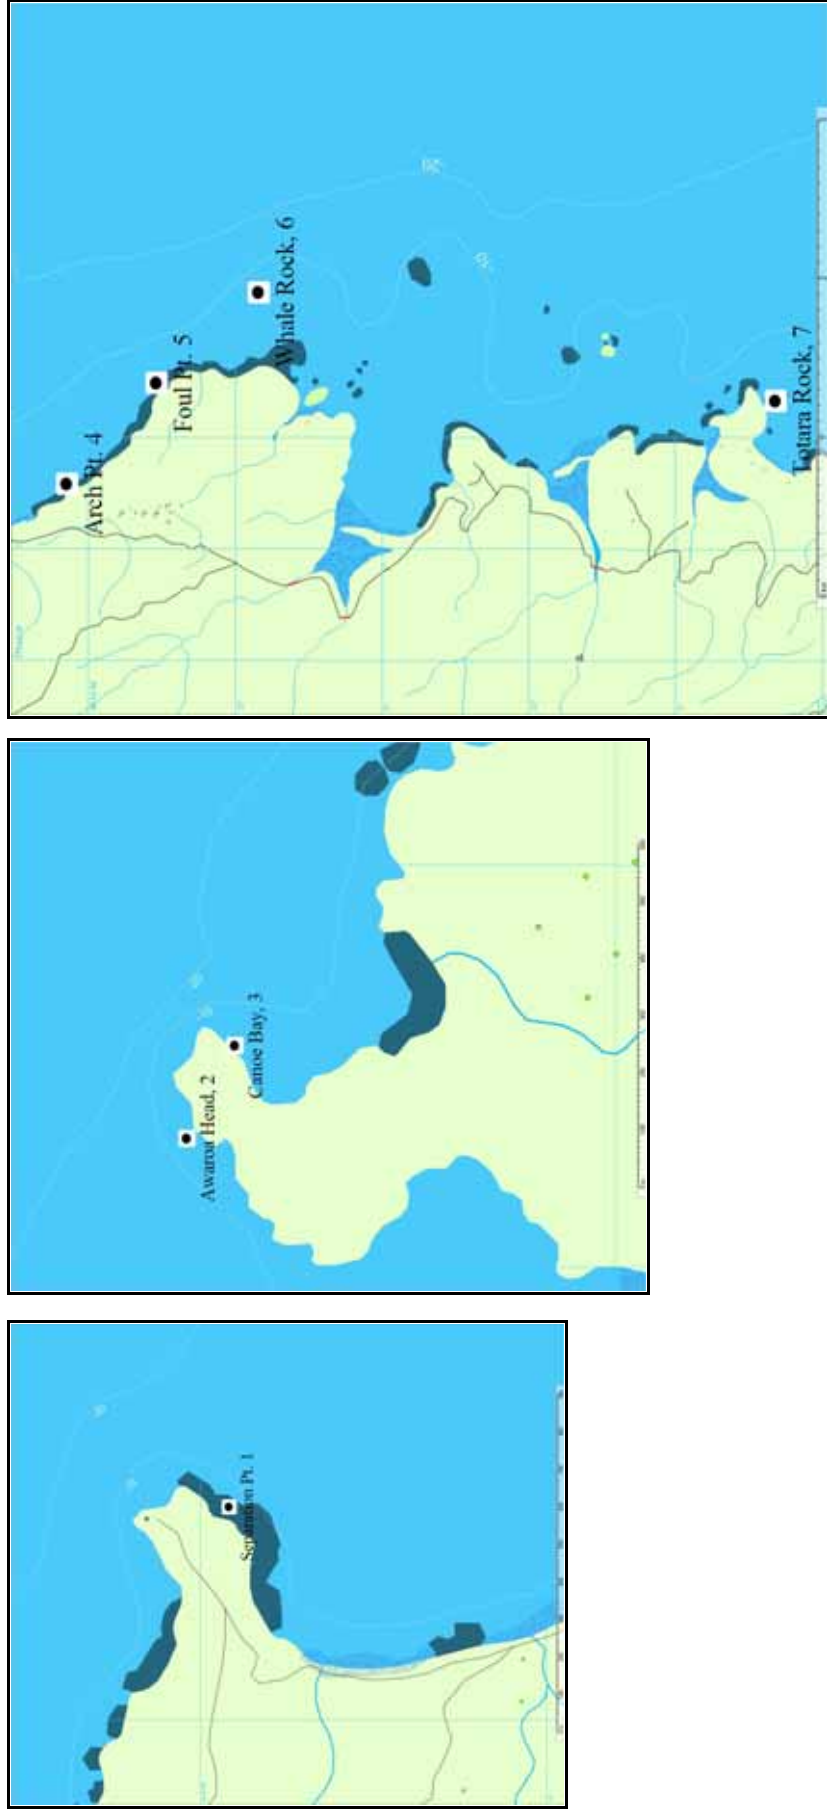 Separation Pt. 1
Awaroa Head, 2
Canoe Bay, 3
Arch Pt. 4
Foul Pt. 5
Whale Rock, 6
Totara Rock, 7